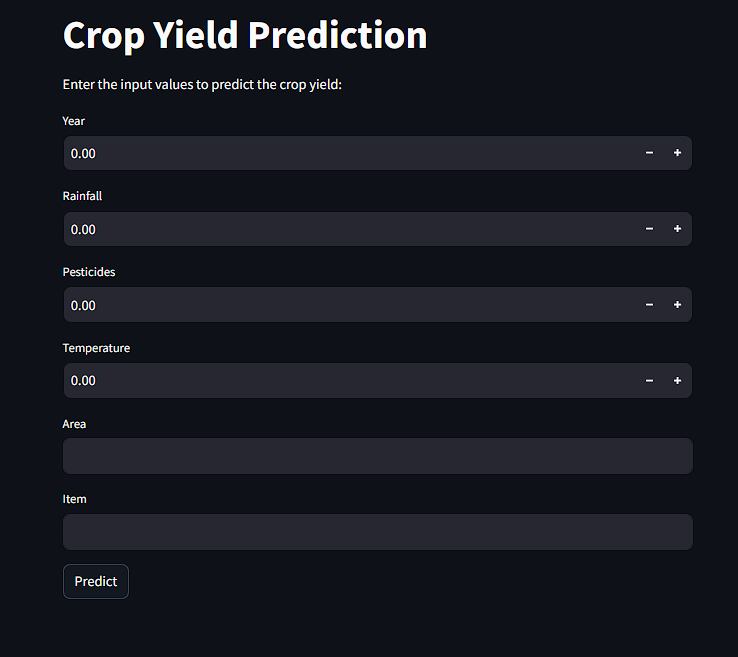 Crop Yield Prediction
Enter the input values to predict the crop yield:
Year
0.00
Rainfall
0.00
Pesticides
0.00
Temperature
0.00
Area
Item
Predict